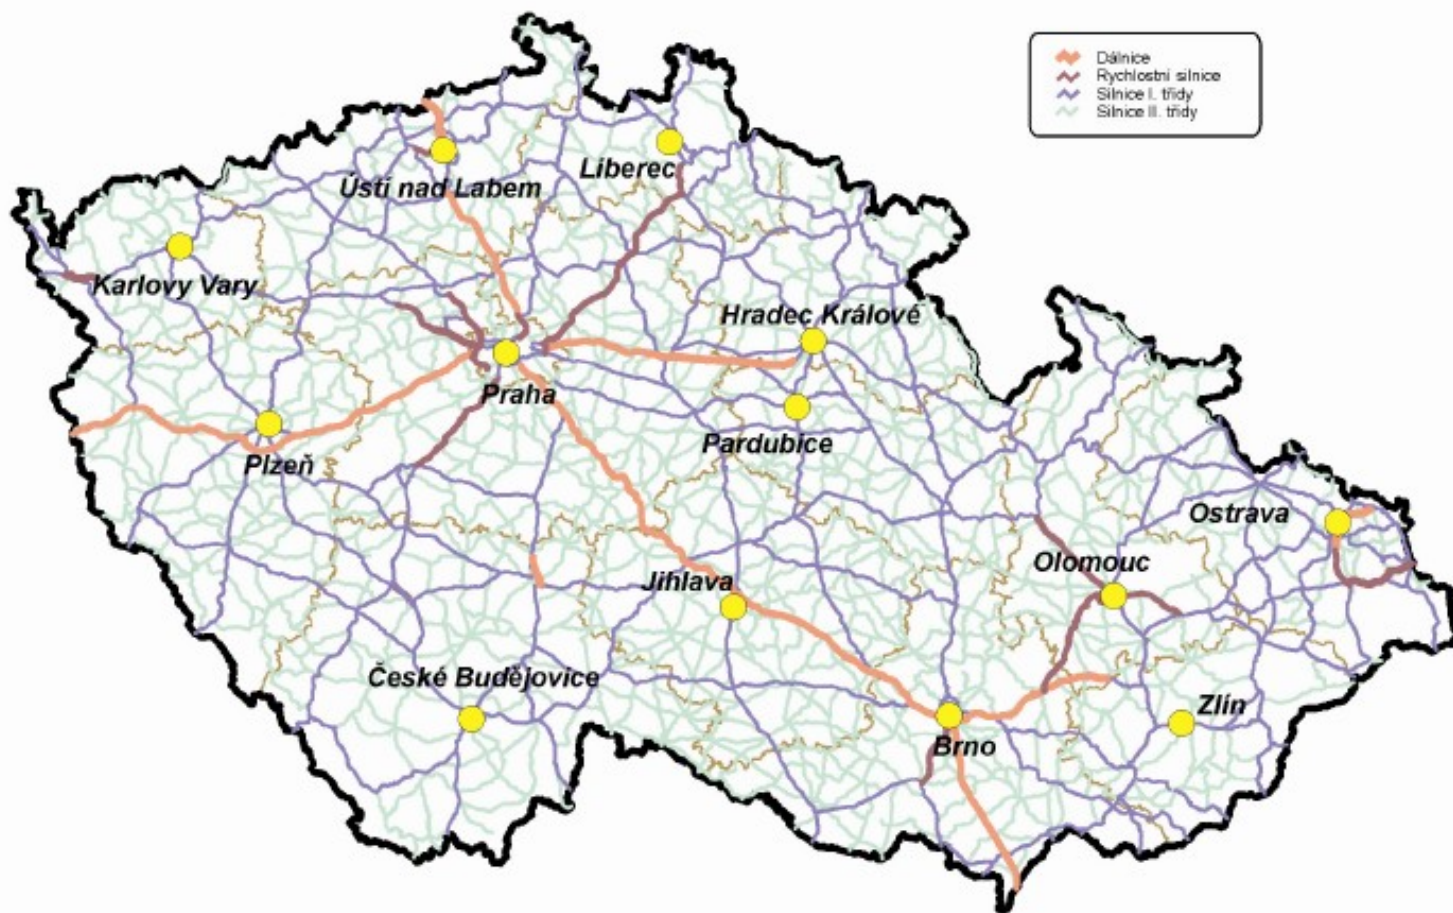 Dálnice
Rychlostní silnice
Silnice I. třídy
Silnice II. třídy
Liberec
Ústí nad Labem
Karlovy Vary
Hradec Králové
Praha
Pardubice
Plzeň
Ostrava
Olomouc
Jihlava
České Budějovice
Zlín
Brno